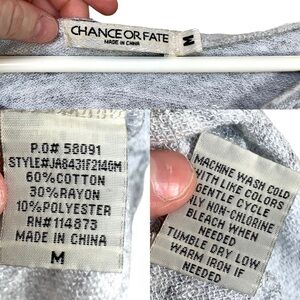 CHANCE OR FATE
MADE IN CHINA
M
P.O# 58091
STYLE#JA8431F2146M
60%COTTON
30%RAYON
10%POLYESTER
RN#114873
MADE IN CHINA
M
MACHINE WASH COLD
WITH LIKE COLORS
GENTLE CYCLE
NLY NON-CHLORINE
BLEACH WHEN
NEEDED
TUMBLE DRY LOW
WARM IRON IF
NEEDED